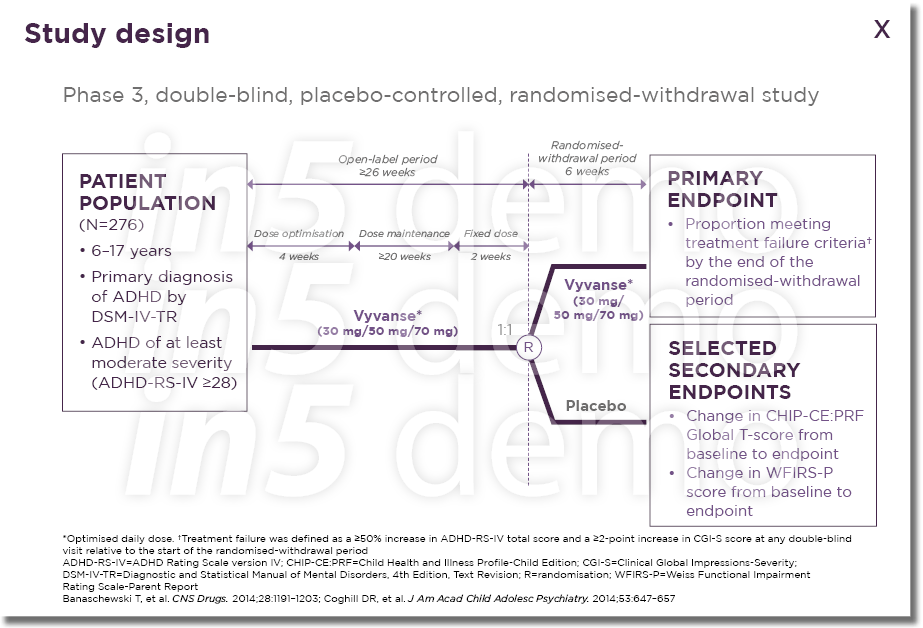 Study design
X
Phase 3, double-blind, placebo-controlled, randomised-withdrawal study
in5 demo
in5 demo
in5 demo
PATIENT
POPULATION
(N=276)
• 6–17 years
• Primary diagnosis
of ADHD by
DSM-IV-TR
• ADHD of at least
moderate severity
(ADHD-RS-IV ≥28)
Open-label period
≥26 weeks
Randomised-
withdrawal period
6 weeks
Dose optimisation
4 weeks
Dose maintenance
≥20 weeks
Fixed dose
2 weeks
Vyvanse*
(30 mg/50 mg/70 mg)
1:1
R
Vyvanse*
(30 mg/
50 mg/70 mg)
Placebo
PRIMARY
ENDPOINT
• Proportion meeting
treatment failure criteria†
by the end of the
randomised-withdrawal
period
SELECTED
SECONDARY
ENDPOINTS
• Change in CHIP-CE:PRF
Global T-score from
baseline to endpoint
• Change in WFIRS-P
score from baseline to
endpoint
*Optimised daily dose. †Treatment failure was defined as a ≥50% increase in ADHD-RS-IV total score and a ≥2-point increase in CGI-S score at any double-blind
visit relative to the start of the randomised-withdrawal period
ADHD-RS-IV=ADHD Rating Scale version IV; CHIP-CE:PRF=Child Health and Illness Profile-Child Edition; CGI-S=Clinical Global Impressions-Severity;
DSM-IV-TR=Diagnostic and Statistical Manual of Mental Disorders, 4th Edition, Text Revision; R=randomisation; WFIRS-P=Weiss Functional Impairment
Rating Scale-Parent Report
Banaschewski T, et al. CNS Drugs. 2014;28:1191–1203; Coghill DR, et al. J Am Acad Child Adolesc Psychiatry. 2014;53:647–657